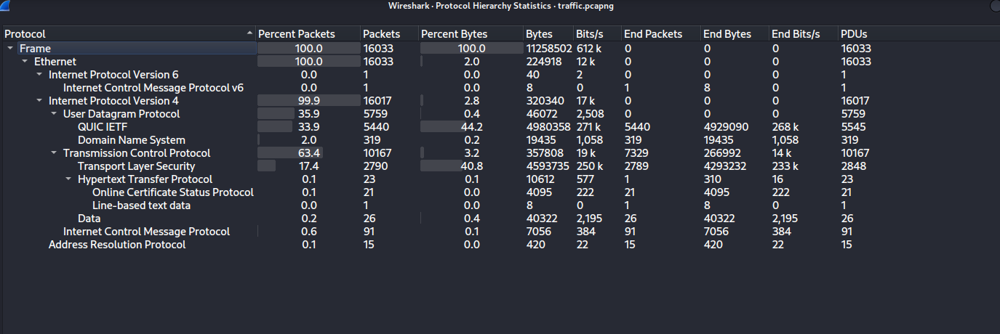 Wireshark · Protocol Hierarchy Statistics · traffic.pcapng
Protocol Percent Packets Packets Percent Bytes Bytes Bits/s End Packets End Bytes End Bits/s PDUs
Frame 100.0 16033 100.0 11258502 612 k 0 0 0 16033
Ethernet 100.0 16033 2.0 224918 12 k 0 0 0 16033
Internet Protocol Version 6 0.0 1 0.0 40 2 0 0 0 1
Internet Control Message Protocol v6 0.0 1 0.0 8 0 1 8 0 1
Internet Protocol Version 4 99.9 16017 2.8 320340 17 k 0 0 0 16017
User Datagram Protocol 35.9 5759 0.4 46072 2,508 0 0 0 5759
QUIC IETF 33.9 5440 44.2 4980358 271 k 5440 4929090 268 k 5545
Domain Name System 2.0 319 0.2 19435 1,058 319 19435 1,058 319
Transmission Control Protocol 63.4 10167 3.2 357808 19 k 7329 266992 14 k 10167
Transport Layer Security 17.4 2790 40.8 4593735 250 k 2789 4293232 233 k 2848
Hypertext Transfer Protocol 0.1 23 0.1 10612 577 1 310 16 23
Online Certificate Status Protocol 0.1 21 0.0 4095 222 21 4095 222 21
Line-based text data 0.0 1 0.0 8 0 1 8 0 1
Data 0.2 26 0.4 40322 2,195 26 40322 2,195 26
Internet Control Message Protocol 0.6 91 0.1 7056 384 91 7056 384 91
Address Resolution Protocol 0.1 15 0.0 420 22 15 420 22 15